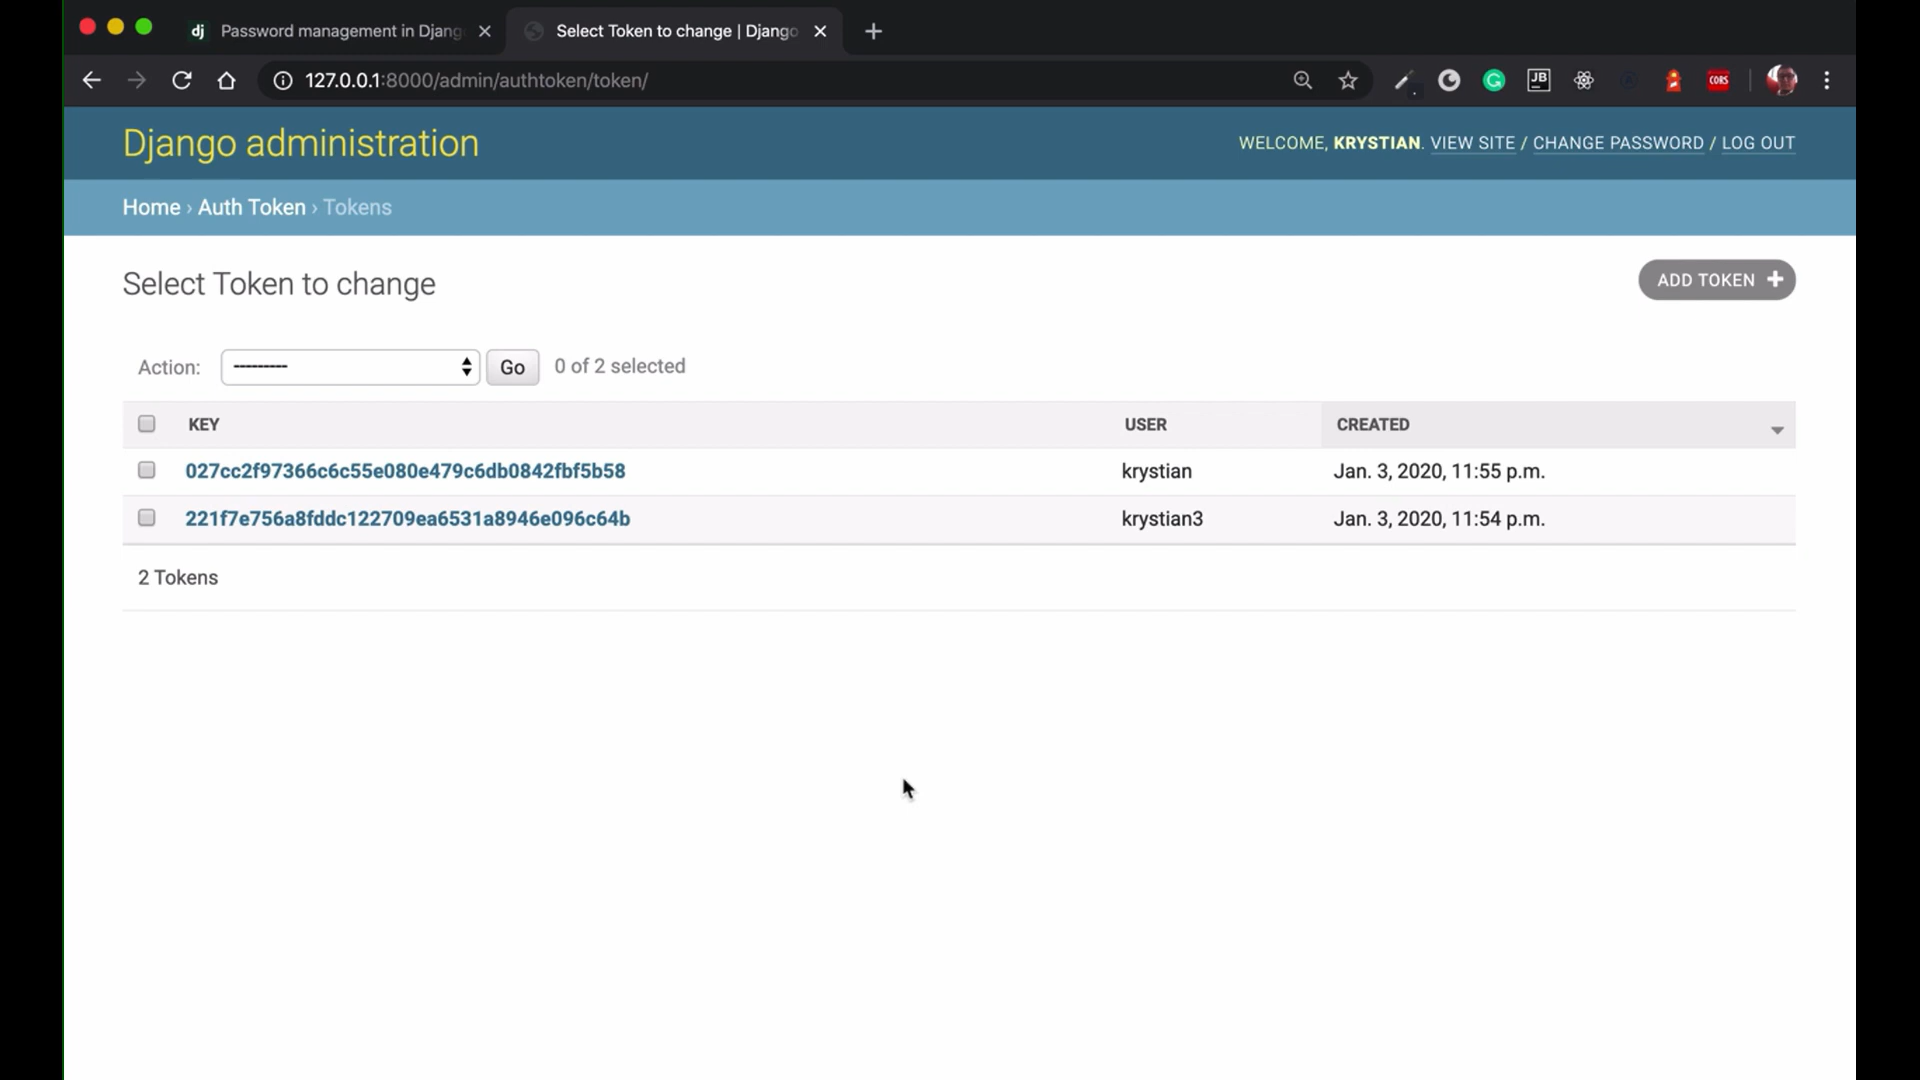 dj Password management in Djang
Select Token to change | Django
127.0.0.1:8000/admin/authtoken/token/
JB
CORS
Django administration
WELCOME, KRYSTIAN. VIEW SITE / CHANGE PASSWORD / LOG OUT
Home › Auth Token › Tokens
Select Token to change
ADD TOKEN +
Action: --------- Go 0 of 2 selected
KEY USER CREATED
027cc2f97366c6c55e080e479c6db0842fbf5b58 krystian Jan. 3, 2020, 11:55 p.m.
221f7e756a8fddc122709ea6531a8946e096c64b krystian3 Jan. 3, 2020, 11:54 p.m.
2 Tokens